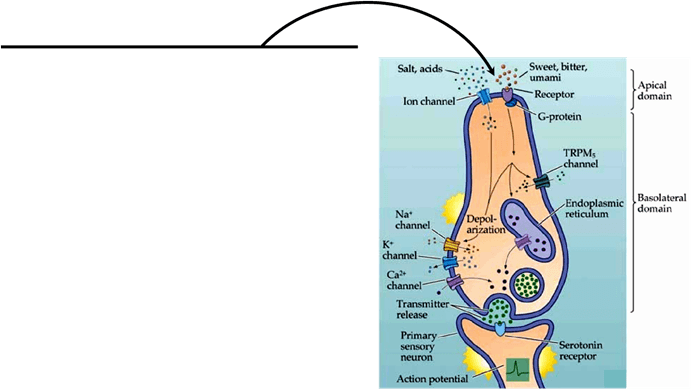 Salt, acids
Sweet, bitter,
umami
Ion channel
Receptor
G-protein
Apical
domain
TRPM5
channel
Endoplasmic
reticulum
Basolateral
domain
Na+
channel
Depol-
arization
K+
channel
Ca2+
channel
Transmitter
release
Primary
sensory
neuron
Serotonin
receptor
Action potential